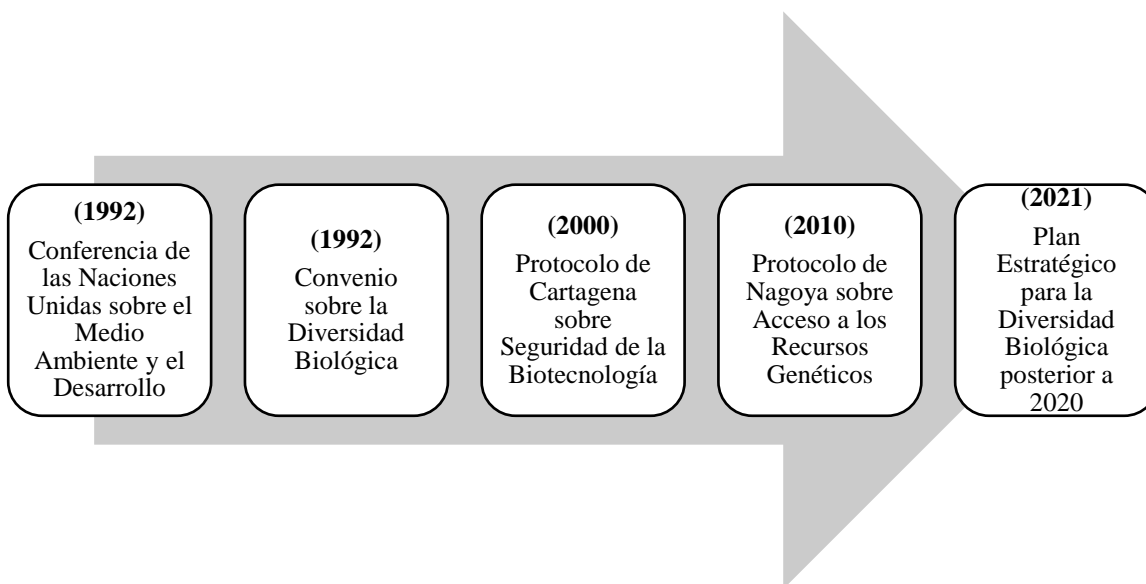 (1992)
Conferencia de
las Naciones
Unidas sobre el
Medio
Ambiente y el
Desarrollo
(1992)
Convenio
sobre la
Diversidad
Biológica
(2000)
Protocolo de
Cartagena
sobre
Seguridad de la
Biotecnología
(2010)
Protocolo de
Nagoya sobre
Acceso a los
Recursos
Genéticos
(2021)
Plan
Estratégico
para la
Diversidad
Biológica
posterior a
2020